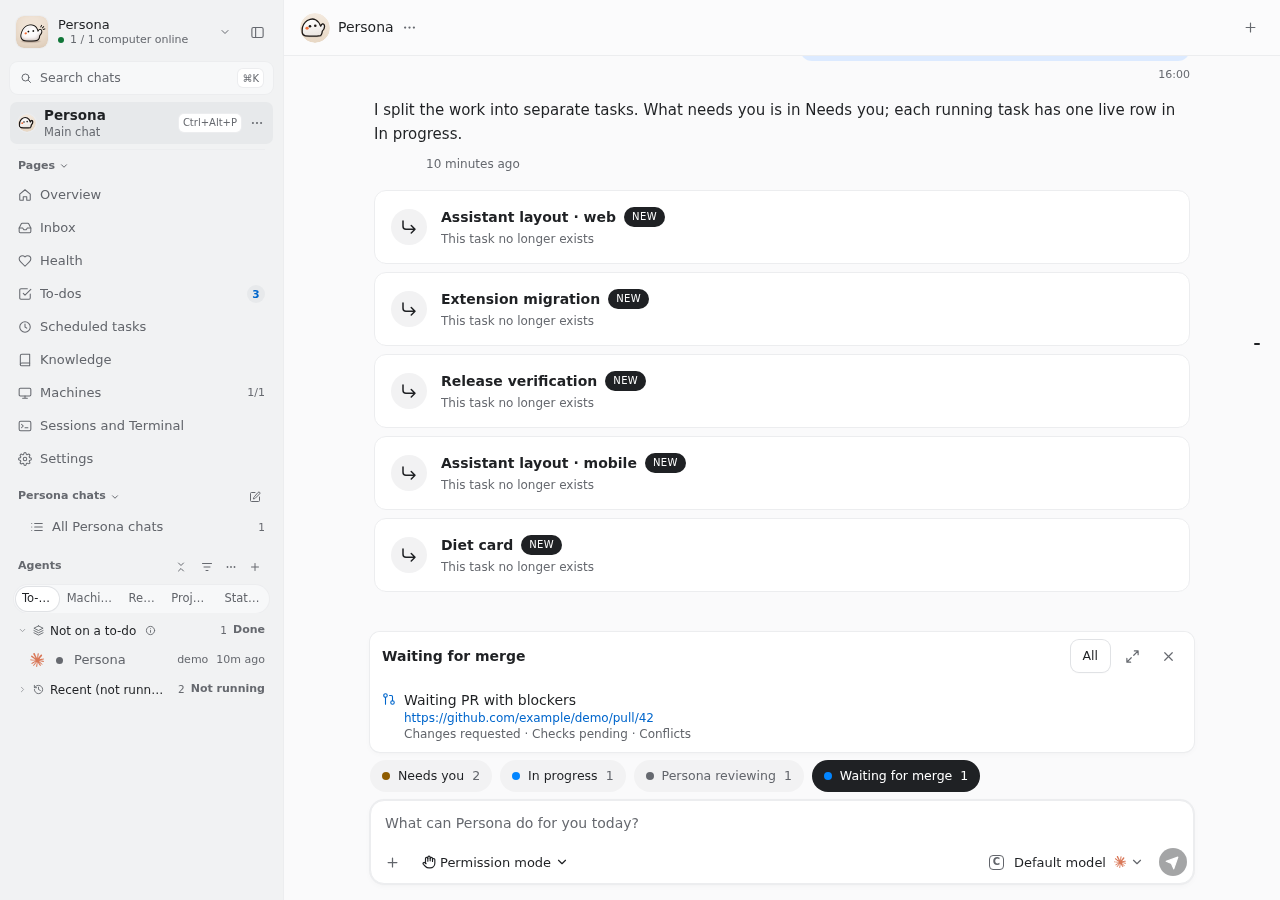 Persona
1 / 1 computer online
Search chats
⌘K
Persona
Main chat
Ctrl+Alt+P
Pages
Overview
Inbox
Health
To-dos
3
Scheduled tasks
Knowledge
Machines
1/1
Sessions and Terminal
Settings
Persona chats
All Persona chats
1
Agents
To-…
Machi…
Re…
Proj…
Stat…
Not on a to-do
1 Done
Persona
demo 10m ago
Recent (not runn…
2 Not running
Persona
16:00
I split the work into separate tasks. What needs you is in Needs you; each running task has one live row in
In progress.
10 minutes ago
Assistant layout · web NEW
This task no longer exists
Extension migration NEW
This task no longer exists
Release verification NEW
This task no longer exists
Assistant layout · mobile NEW
This task no longer exists
Diet card NEW
This task no longer exists
Waiting for merge
All
Waiting PR with blockers
https://github.com/example/demo/pull/42
Changes requested · Checks pending · Conflicts
Needs you 2
In progress 1
Persona reviewing 1
Waiting for merge 1
What can Persona do for you today?
Permission mode
C
Default model